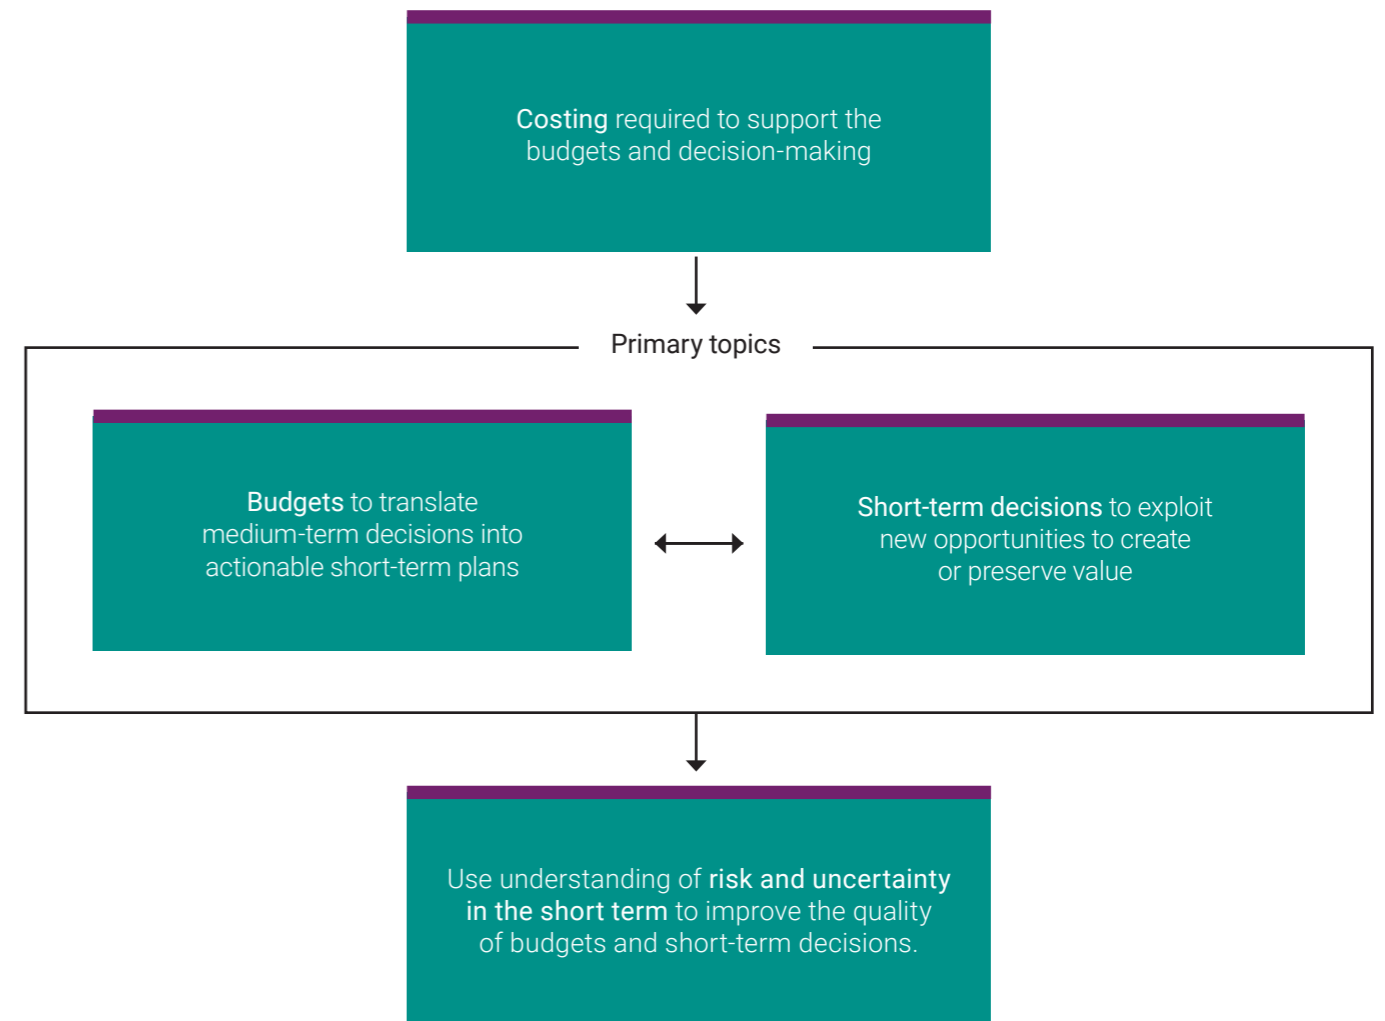 Costing required to support the
budgets and decision-making
Primary topics
Budgets to translate
medium-term decisions into
actionable short-term plans
Short-term decisions to exploit
new opportunities to create
or preserve value
Use understanding of risk and uncertainty
in the short term to improve the quality
of budgets and short-term decisions.